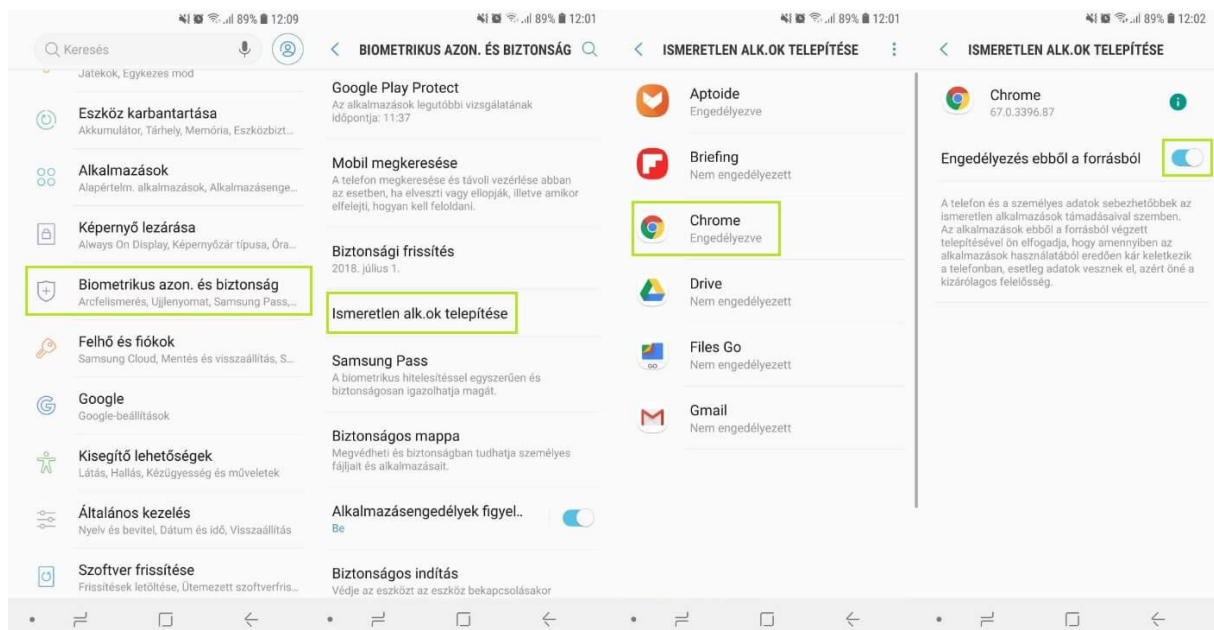 89% 12:09
Keresés
Játékok, Egykezes mód
Eszköz karbantartása
Akkumulátor, Tárhely, Memória, Eszközbizt...
Alkalmazások
Alapértelm. alkalmazások, Alkalmazásenge...
Képernyő lezárása
Always On Display, Képernyőzár típusa, Óra...
Biometrikus azon. és biztonság
Arcfelismerés, Ujjlenyomat, Samsung Pass,...
Felhő és fiókok
Samsung Cloud, Mentés és visszaállítás, S...
Google
Google-beállítások
Kisegítő lehetőségek
Látás, Hallás, Kézügyesség és műveletek
Általános kezelés
Nyelv és bevitel, Dátum és idő, Visszaállítás
Szoftver frissítése
Frissítések letöltése, Ütemezett szoftverfris...
89% 12:01
BIOMETRIKUS AZON. ÉS BIZTONSÁG
Google Play Protect
Az alkalmazások legutóbbi vizsgálatának
időpontja: 11:37
Mobil megkeresése
A telefon megkeresése és távoli vezérlése abban
az esetben, ha elveszti vagy ellopják, illetve amikor
elfelejti, hogyan kell feloldani.
Biztonsági frissítés
2018. július 1.
Ismeretlen alk.ok telepítése
Samsung Pass
A biometrikus hitelesítéssel egyszerűen és
biztonságosan igazolhatja magát.
Biztonságos mappa
Megvédheti és biztonságban tudhatja személyes
fájljait és alkalmazásait.
Alkalmazásengedélyek figyel..
Be
Biztonságos indítás
Védje az eszközt az eszköz bekapcsolásakor
89% 12:01
ISMERETLEN ALK.OK TELEPÍTÉSE
Aptoide
Engedélyezve
Briefing
Nem engedélyezett
Chrome
Engedélyezve
Drive
Nem engedélyezett
Files Go
Nem engedélyezett
GO
Gmail
Nem engedélyezett
89% 12:02
ISMERETLEN ALK.OK TELEPÍTÉSE
Chrome
67.0.3396.87
Engedélyezés ebből a forrásból
A telefon és a személyes adatok sebezhetőbbek az
ismeretlen alkalmazások támadásaival szemben.
Az alkalmazások ebből a forrásból végzett
telepítésével ön elfogadja, hogy amennyiben az
alkalmazások használatából eredően kár keletkezik
a telefonban, esetleg adatok vesznek el, azért öné a
kizárólagos felelősség.